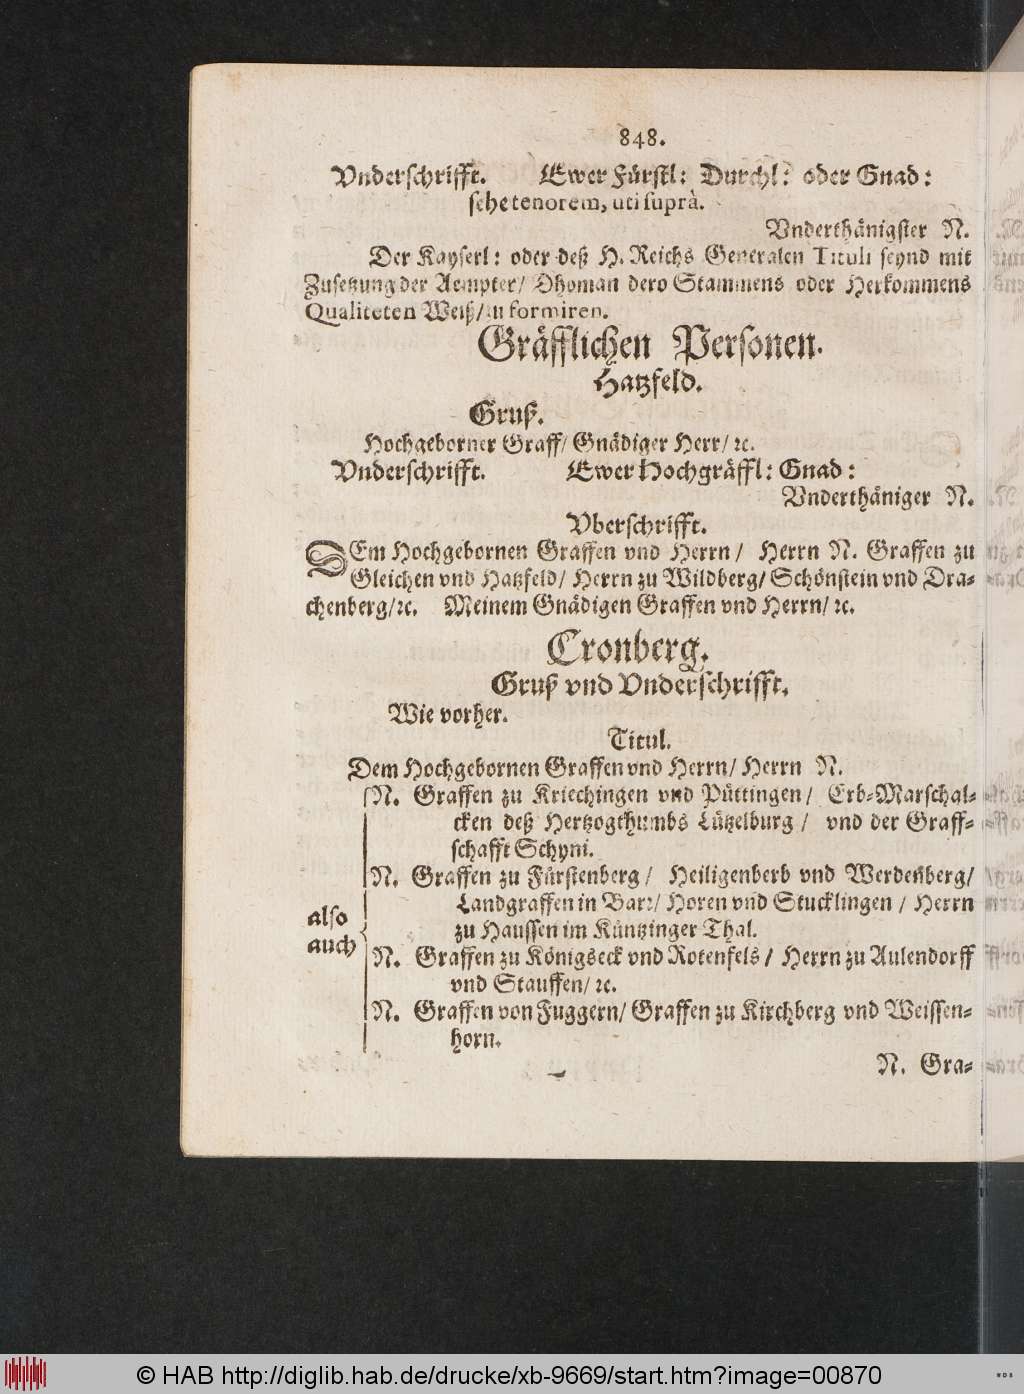 848.
Vnderschrifft. Ewer Fürstl: Durchl: oder Gnad:
sehe tenorem, uti suprà.
Vnderthänigster N.
Der Kayserl: oder deß H. Reichs Generalen Tituli seynd mit
Zusetzung der Aempter/ Ohoman dero Stammens oder Herkommens
Qualiteten Weiß/ formiren.
Gräfflichen Personen.
Hatzfeld.
Gruß.
Hochgeborner Graff/ Gnädiger Herr/ ꝛc.
Vnderschrifft. Ewer Hochgräffl: Gnad:
Vnderthäniger N.
Vberschrifft.
DEm Hochgebornen Graffen vnd Herrn/ Herrn N. Graffen zu
Gleichen vnd Hatzfeld/ Herrn zu Wildberg/ Schönstein vnd Dra-
chenberg/ꝛc. Meinem Gnädigen Graffen vnd Herrn/ ꝛc.
Cronberg.
Gruß vnd Vnderschrifft.
Wie vorher.
Titul.
Dem Hochgebornen Graffen vnd Herrn/ Herrn N.
N. Graffen zu Kriechingen vnd Püttingen/ Erb-Marschal-
cken deß Hertzogthumbs Lützelburg/ vnd der Graff-
schafft Schyni.
N. Graffen zu Fürstenberg/ Heiligenberb vnd Werdenberg/
Landgraffen in Bar:/ Horen vnd Stucklingen/ Herrn
zu Haussen im Küntzinger Thal.
also
auch
N. Graffen zu Königseck vnd Rotenfels/ Herrn zu Aulendorff
vnd Stauffen/ ꝛc.
N. Graffen von Fuggern/ Graffen zu Kirchberg vnd Weissen-
horn.
N. Gra-
© HAB http://diglib.hab.de/drucke/xb-9669/start.htm?image=00870